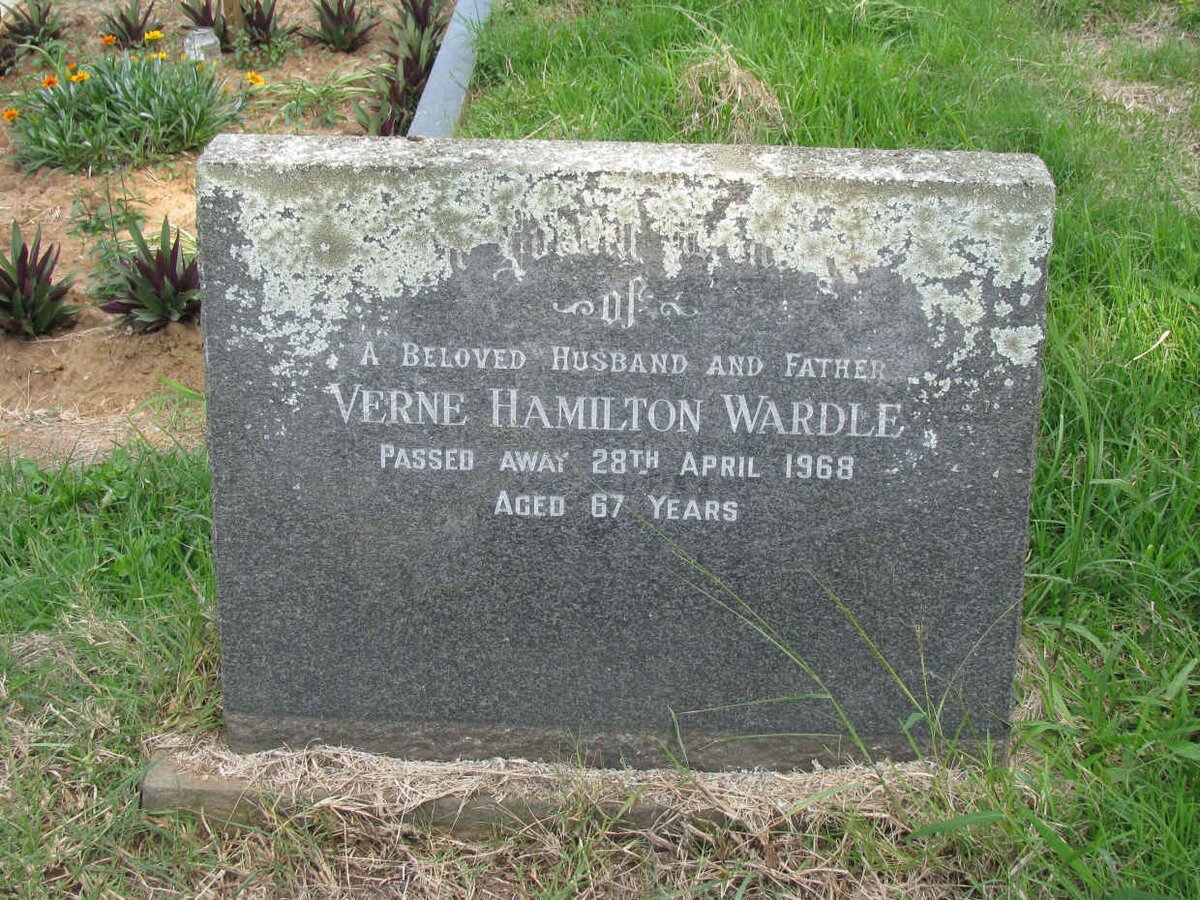 of
A BELOVED HUSBAND AND FATHER
VERNE HAMILTON WARDLE
PASSED AWAY 28TH APRIL 1968
AGED 67 YEARS